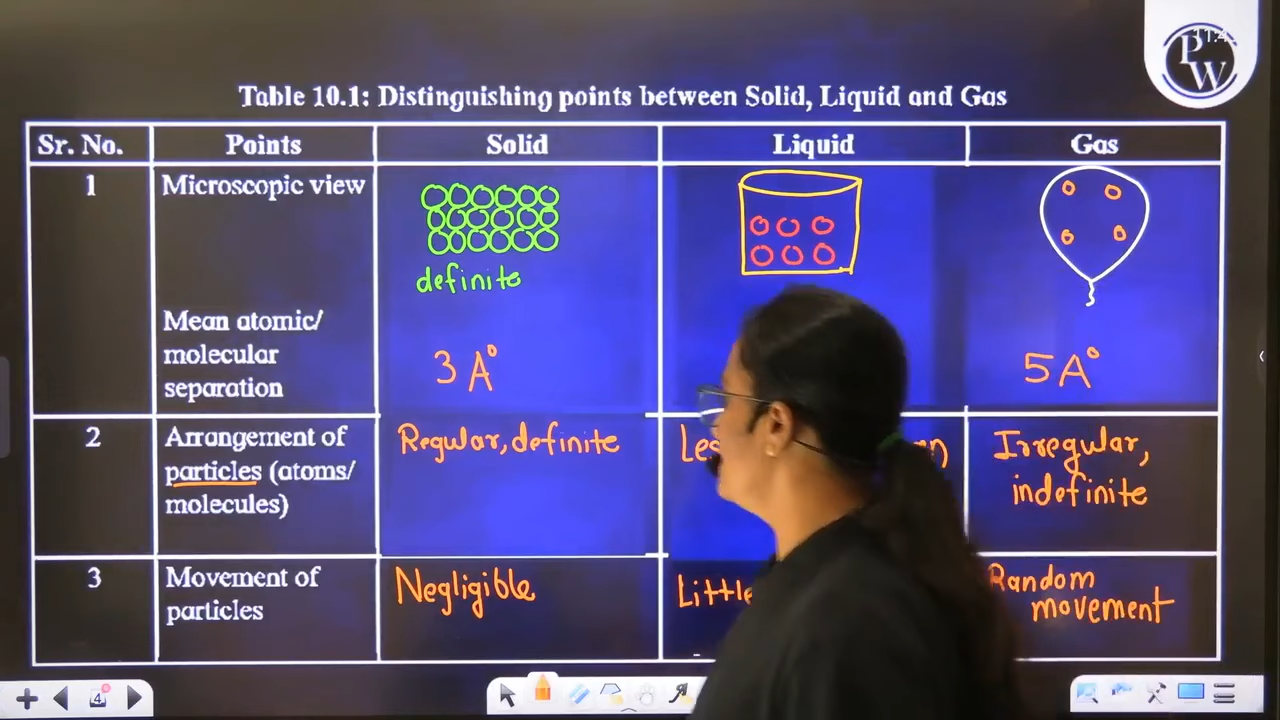 PW
Table 10.1: Distinguishing points between Solid, Liquid and Gas
Sr. No. Points Solid Liquid Gas
1 Microscopic view
definite
Mean atomic/
molecular
separation
3 A°
5 A°
2 Arrangement of
particles (atoms/
molecules)
Regular, definite
Irregular,
indefinite
3 Movement of
particles
Negligible
Little
Random
movement
4